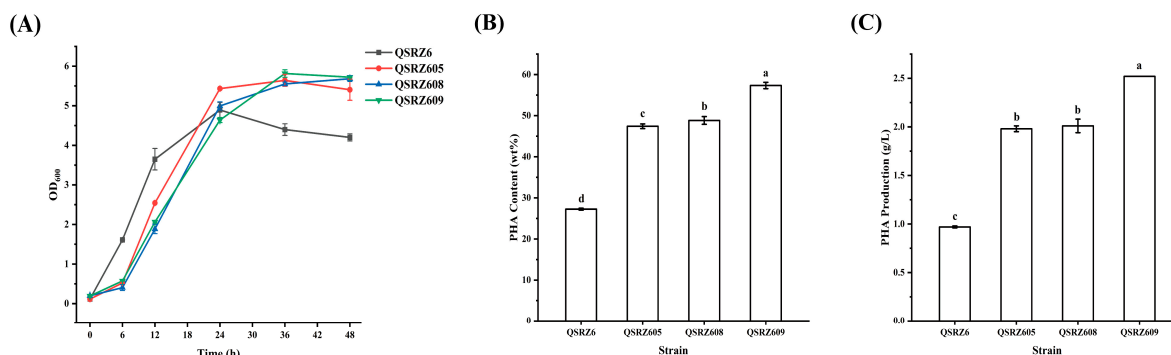 (A)
QSRZ6
QSRZ605
QSRZ608
QSRZ609
OD600
6
5
4
3
2
1
0
0 6 12 18 24 30 36 42 48
Time (h)
(B)
PHA Content (wt%)
60
50
40
30
20
10
0
d
c
b
a
QSRZ6 QSRZ605 QSRZ608 QSRZ609
Strain
(C)
PHA Production (g/L)
2.5
2.0
1.5
1.0
0.5
0.0
c
b
b
a
QSRZ6 QSRZ605 QSRZ608 QSRZ609
Strain